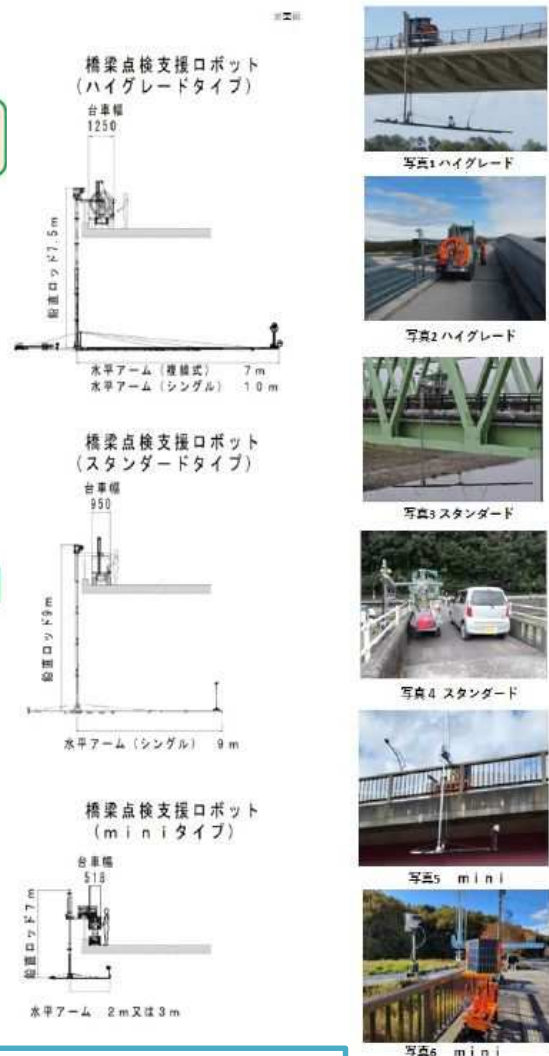 橋梁点検支援ロボット
(ハイグレードタイプ)
台車幅
1250
鉛直ロッド7.5m
水平アーム(複線式) 7m
水平アーム(シングル) 10m
橋梁点検支援ロボット
(スタンダードタイプ)
台車幅
950
鉛直ロッド9m
水平アーム(シングル) 9m
橋梁点検支援ロボット
(miniタイプ)
台車幅
518
鉛直ロッド7m
水平アーム 2m又は3m
写真1 ハイグレード
写真2 ハイグレード
写真3 スタンダード
写真4 スタンダード
写真5 mini
写真6 mini